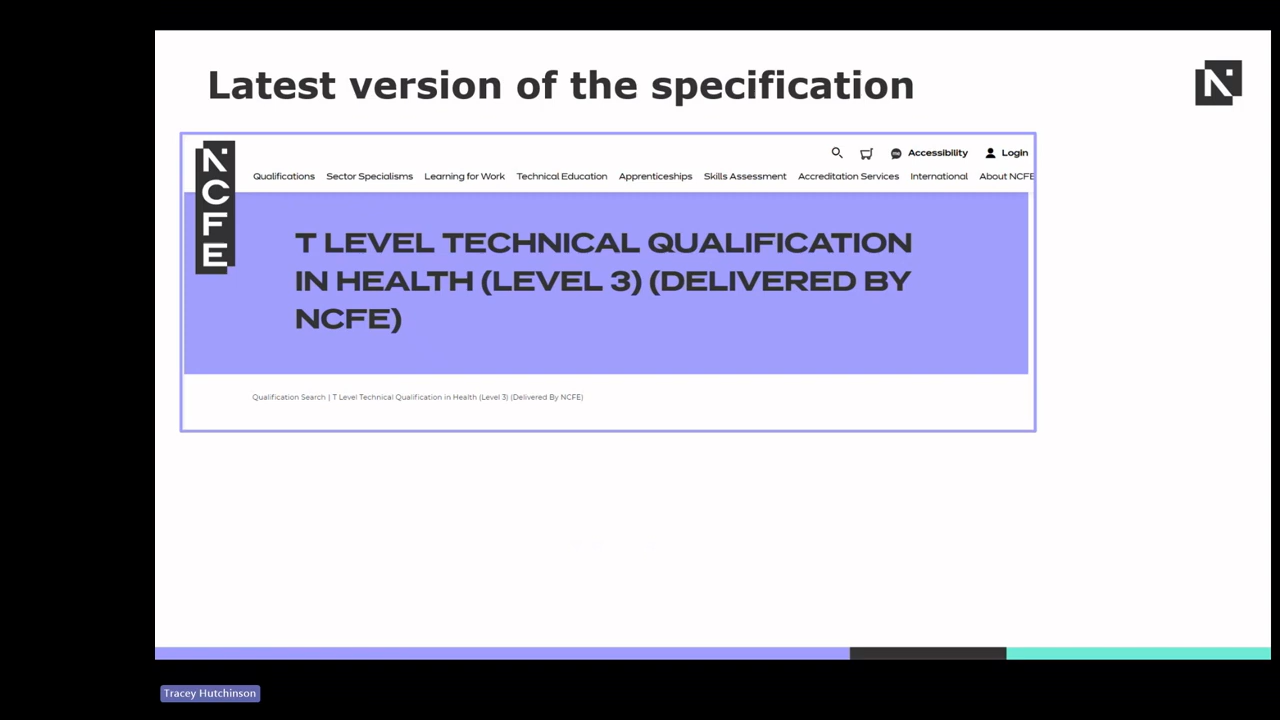 Latest version of the specification
N
NCFE
Accessibility
Login
Qualifications Sector Specialisms Learning for Work Technical Education Apprenticeships Skills Assessment Accreditation Services International About NCFE
T LEVEL TECHNICAL QUALIFICATION
IN HEALTH (LEVEL 3) (DELIVERED BY
NCFE)
Qualification Search | T Level Technical Qualification in Health (Level 3) (Delivered By NCFE)
Tracey Hutchinson